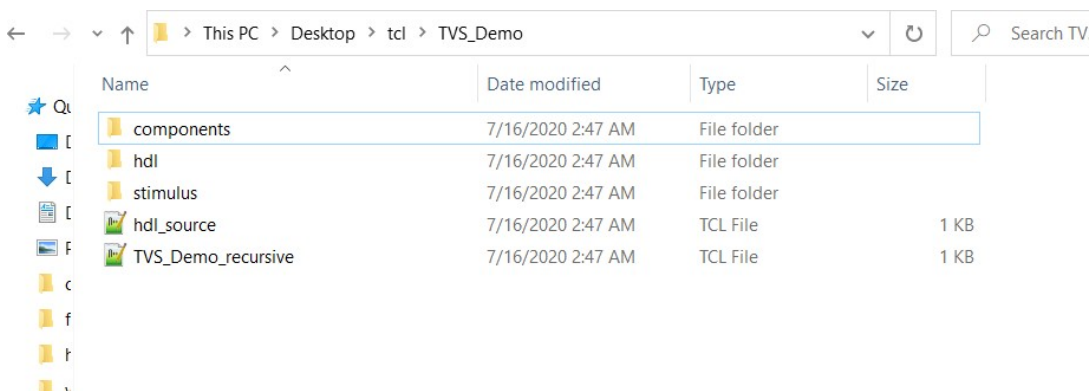 This PC > Desktop > tcl > TVS_Demo Search TV
Name Date modified Type Size
Qu
components 7/16/2020 2:47 AM File folder
hdl 7/16/2020 2:47 AM File folder
stimulus 7/16/2020 2:47 AM File folder
hdl_source 7/16/2020 2:47 AM TCL File 1 KB
TVS_Demo_recursive 7/16/2020 2:47 AM TCL File 1 KB